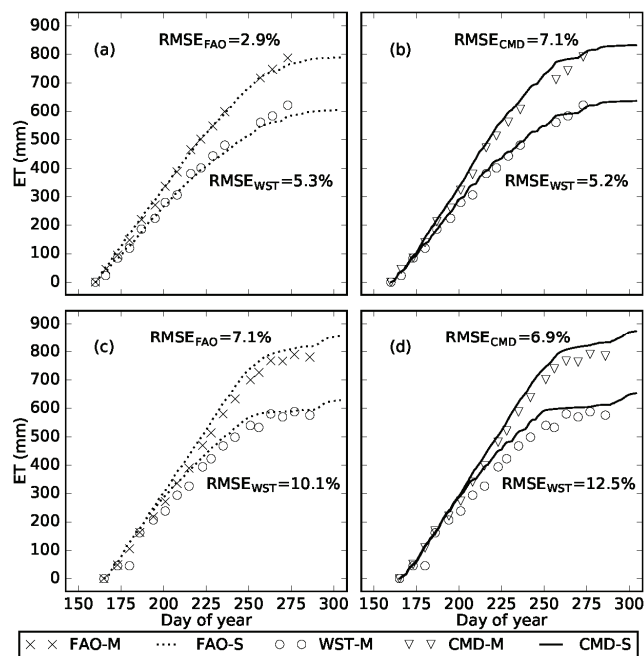 900
800
700
600
500
400
300
200
100
0
ET (mm)
(a)
RMSE_FAO=2.9%
RMSE_WST=5.3%
(b)
RMSE_CMD=7.1%
RMSE_WST=5.2%
900
800
700
600
500
400
300
200
100
0
ET (mm)
(c)
RMSE_FAO=7.1%
RMSE_WST=10.1%
(d)
RMSE_CMD=6.9%
RMSE_WST=12.5%
150 175 200 225 250 275 300
Day of year
150 175 200 225 250 275 300
Day of year
FAO-M FAO-S WST-M CMD-M CMD-S